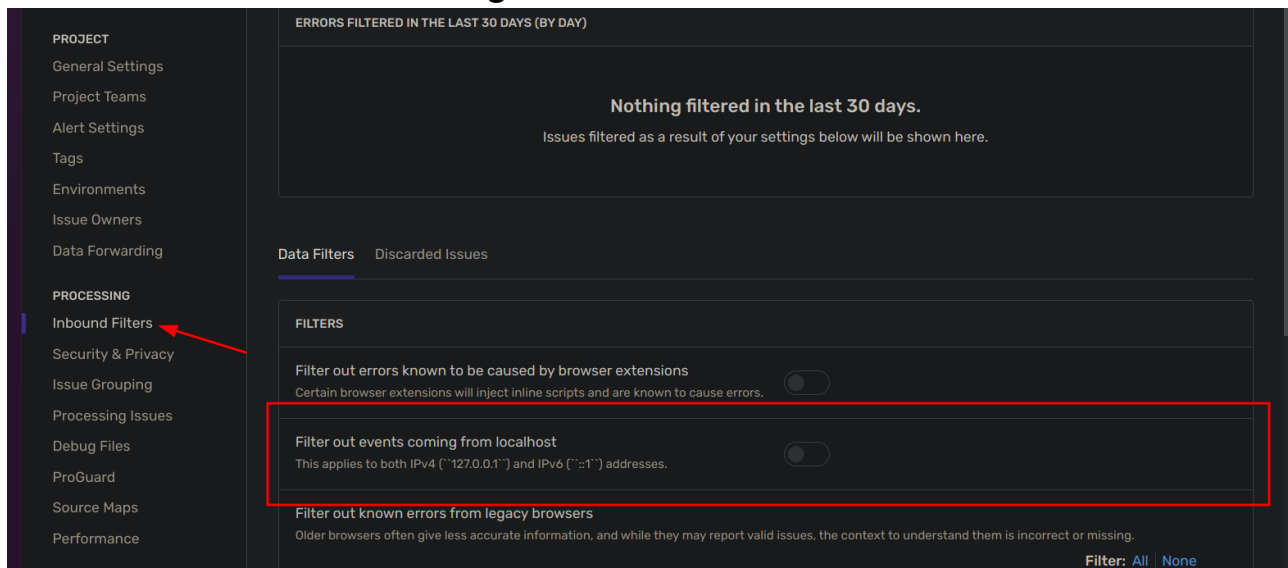 PROJECT
General Settings
Project Teams
Alert Settings
Tags
Environments
Issue Owners
Data Forwarding
PROCESSING
Inbound Filters
Security & Privacy
Issue Grouping
Processing Issues
Debug Files
ProGuard
Source Maps
Performance
ERRORS FILTERED IN THE LAST 30 DAYS (BY DAY)
Nothing filtered in the last 30 days.
Issues filtered as a result of your settings below will be shown here.
Data Filters Discarded Issues
FILTERS
Filter out errors known to be caused by browser extensions
Certain browser extensions will inject inline scripts and are known to cause errors.
Filter out events coming from localhost
This applies to both IPv4 (``127.0.0.1``) and IPv6 (``::1``) addresses.
Filter out known errors from legacy browsers
Older browsers often give less accurate information, and while they may report valid issues, the context to understand them is incorrect or missing.
Filter: All None